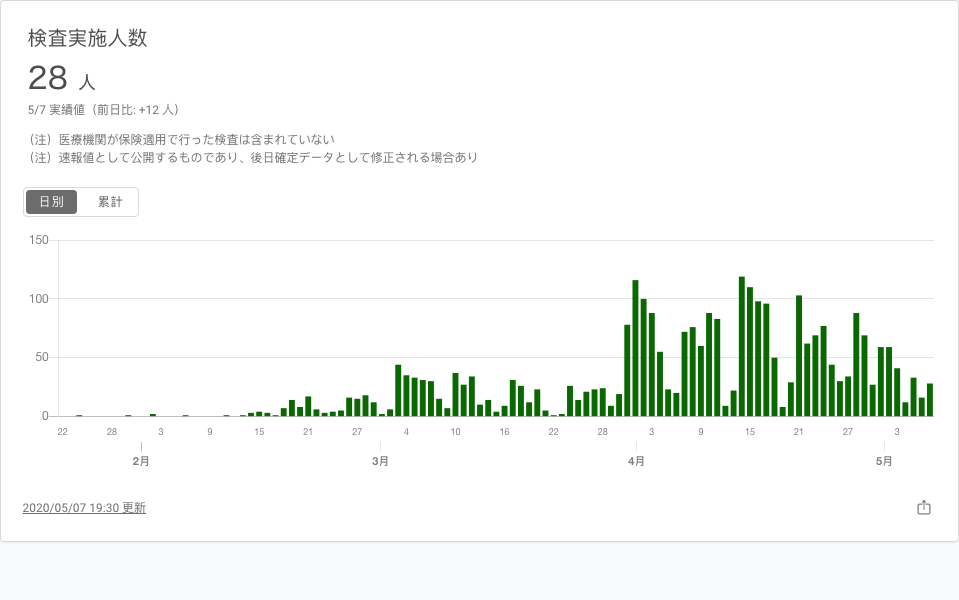 検査実施人数
28 人
5/7 実績値（前日比: +12 人）
（注）医療機関が保険適用で行った検査は含まれていない
（注）速報値として公開するものであり、後日確定データとして修正される場合あり
日別 累計
150
100
50
0
22 28 3 9 15 21 27 4 10 16 22 28 3 9 15 21 27 3
2月 3月 4月 5月
2020/05/07 19:30 更新